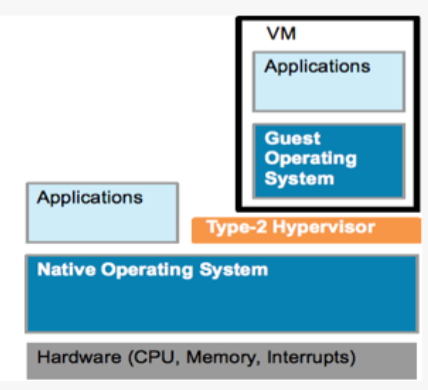 VM
Applications
Guest
Operating
System
Applications
Type-2 Hypervisor
Native Operating System
Hardware (CPU, Memory, Interrupts)